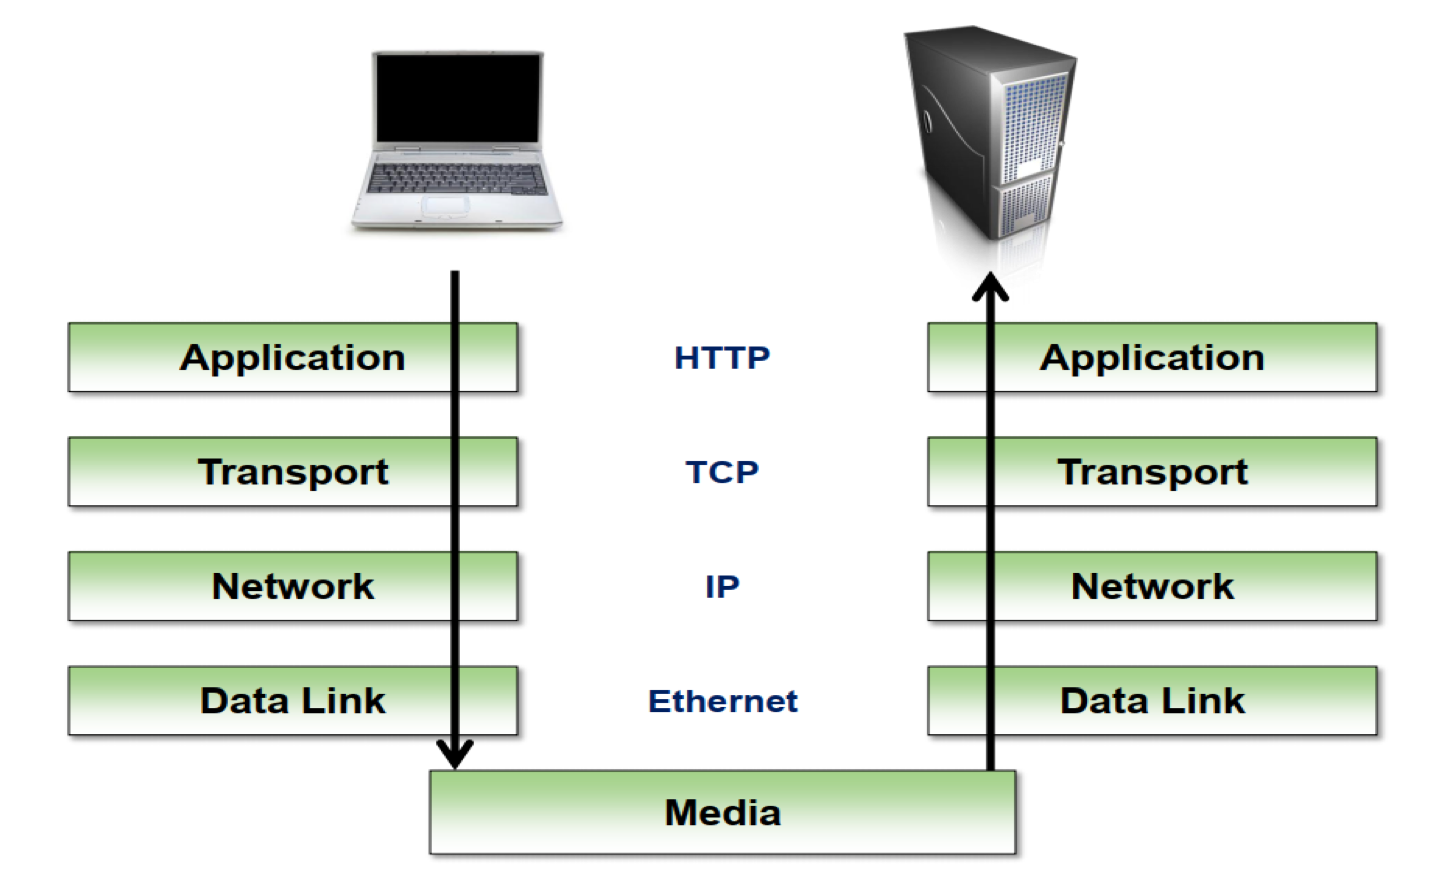 Application HTTP Application
Transport TCP Transport
Network IP Network
Data Link Ethernet Data Link
Media